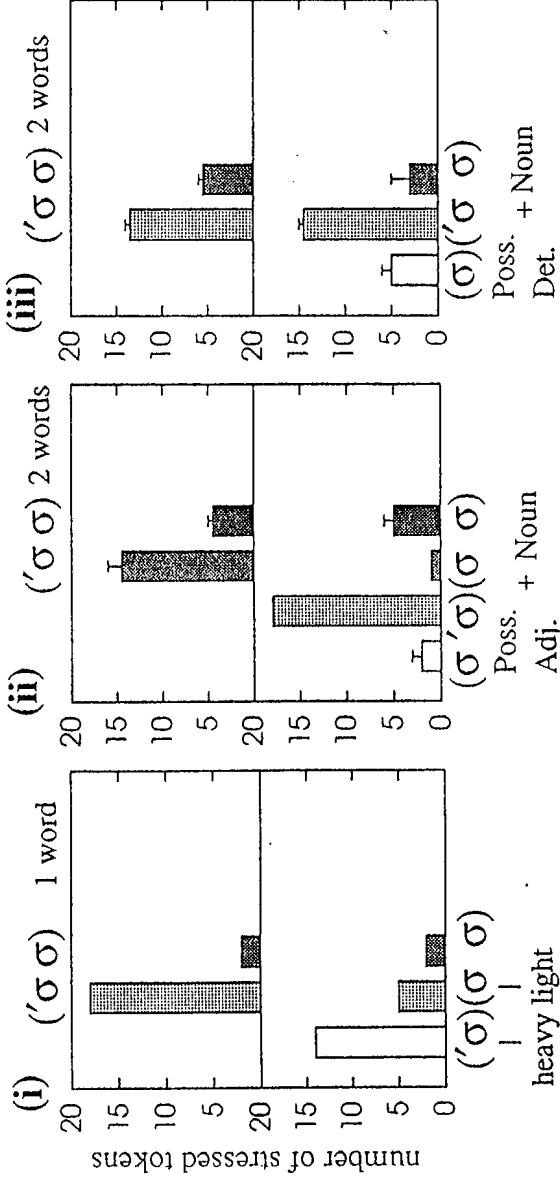 number of stressed tokens
(i) ('σ σ) 1 word
20
15
10
5
20
15
10
5
0
('σ)(σ σ)
heavy light
(ii) ('σ σ) 2 words
20
15
10
5
20
15
10
5
0
(σ 'σ)(σ σ)
Poss. + Noun
Adj.
(iii) ('σ σ) 2 words
20
15
10
5
20
15
10
5
0
(σ)('σ σ)
Poss. + Noun
Det.